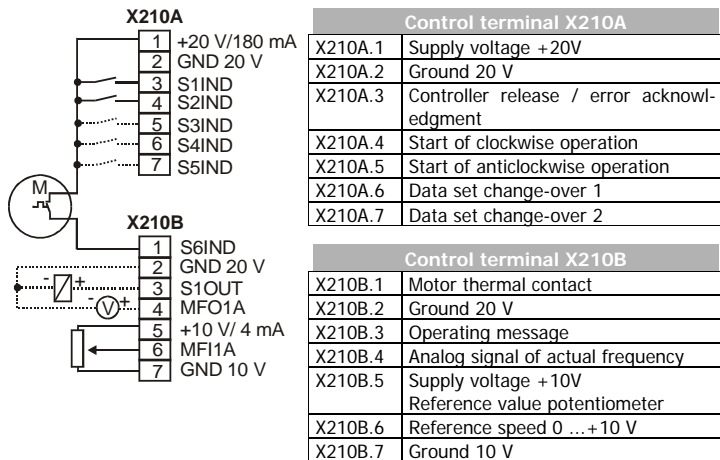 X210A
1 +20 V/180 mA
2 GND 20 V
3 S1IND
4 S2IND
5 S3IND
6 S4IND
7 S5IND
M
X210B
1 S6IND
2 GND 20 V
- + 3 S1OUT
- V + 4 MFO1A
5 +10 V/ 4 mA
6 MFI1A
7 GND 10 V
Control terminal X210A
X210A.1 Supply voltage +20V
X210A.2 Ground 20 V
X210A.3 Controller release / error acknowl-
edgment
X210A.4 Start of clockwise operation
X210A.5 Start of anticlockwise operation
X210A.6 Data set change-over 1
X210A.7 Data set change-over 2
Control terminal X210B
X210B.1 Motor thermal contact
X210B.2 Ground 20 V
X210B.3 Operating message
X210B.4 Analog signal of actual frequency
X210B.5 Supply voltage +10V
Reference value potentiometer
X210B.6 Reference speed 0 ...+10 V
X210B.7 Ground 10 V